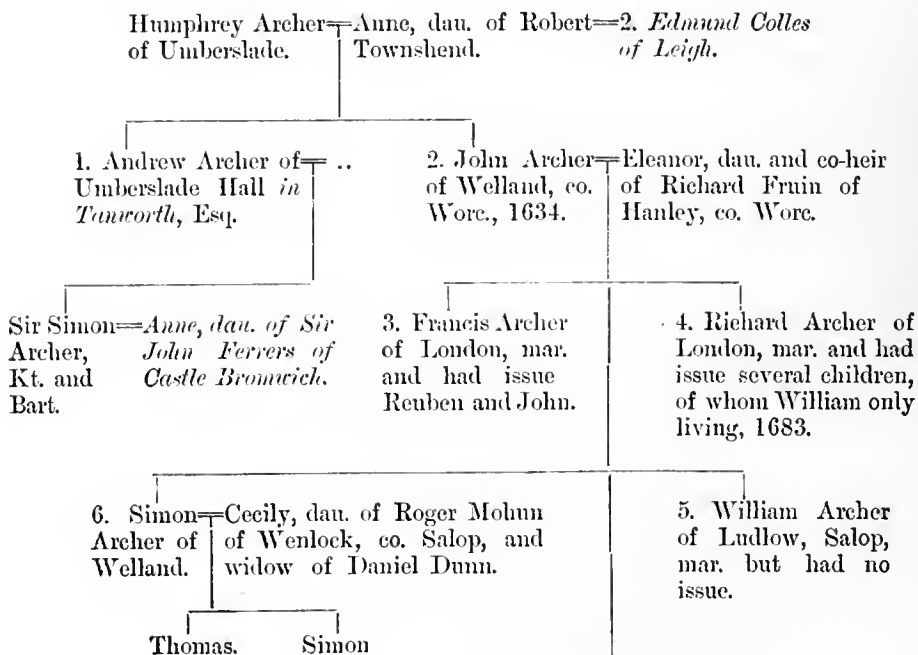 Humphrey Archer=Anne, dau. of Robert=2. Edmund Colles
of Umberslade. Townshend. of Leigh.
1. Andrew Archer of= ..
Umberslade Hall in
Tanworth, Esq.
2. John Archer=Eleanor, dau. and co-heir
of Welland, co. of Richard Fruin of
Worc., 1634. Hanley, co. Worc.
Sir Simon=Anne, dau. of Sir
Archer, John Ferrers of
Kt. and Castle Bromwich.
Bart.
3. Francis Archer
of London, mar.
and had issue
Reuben and John.
4. Richard Archer of
London, mar. and had
issue several children,
of whom William only
living, 1683.
6. Simon=Cecily, dau. of Roger Mohun
Archer of of Wenlock, co. Salop, and
Welland. widow of Daniel Dunn.
5. William Archer
of Ludlow, Salop,
mar. but had no
issue.
Thomas. Simon